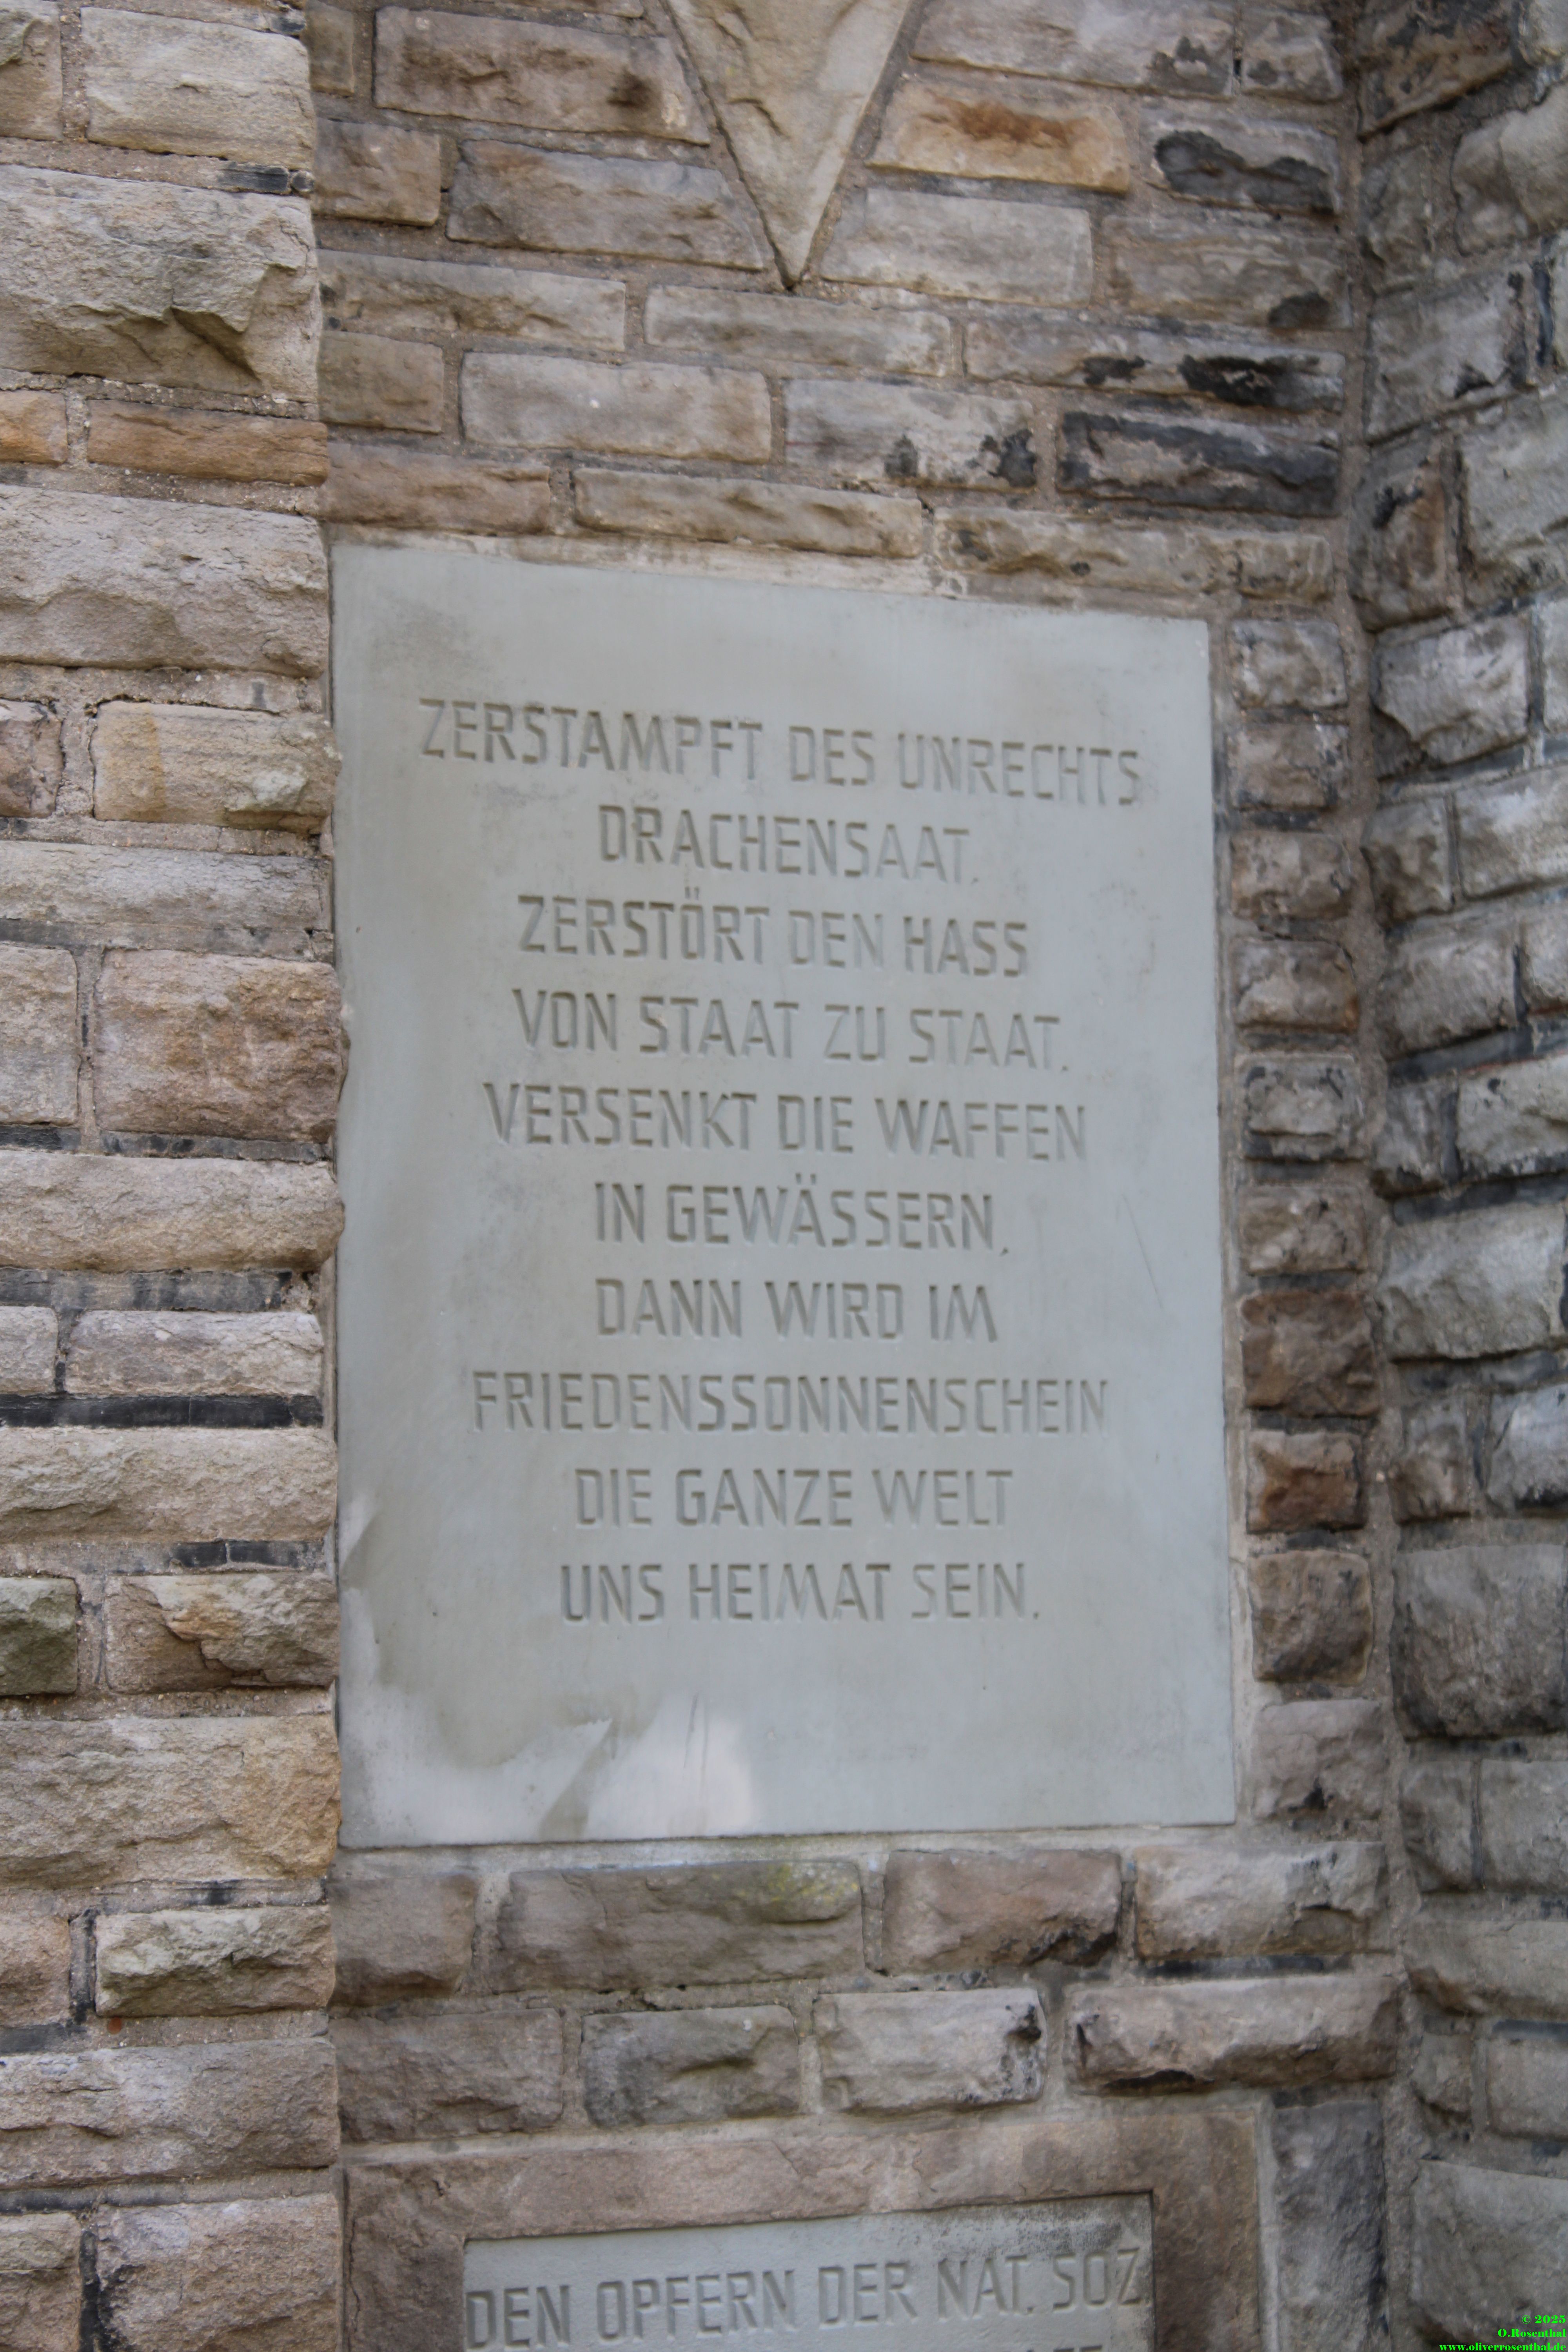 ZERSTAMPFT DES UNRECHTS
DRACHENSAAT.
ZERSTÖRT DEN HASS
VON STAAT ZU STAAT.
VERSENKT DIE WAFFEN
IN GEWÄSSERN.
DANN WIRD IM
FRIEDENSSONNENSCHEIN
DIE GANZE WELT
UNS HEIMAT SEIN.
DEN OPFERN DER NAT. SOZ.
© 2025
O.Rosenthal
www.oliverrosenthal.de